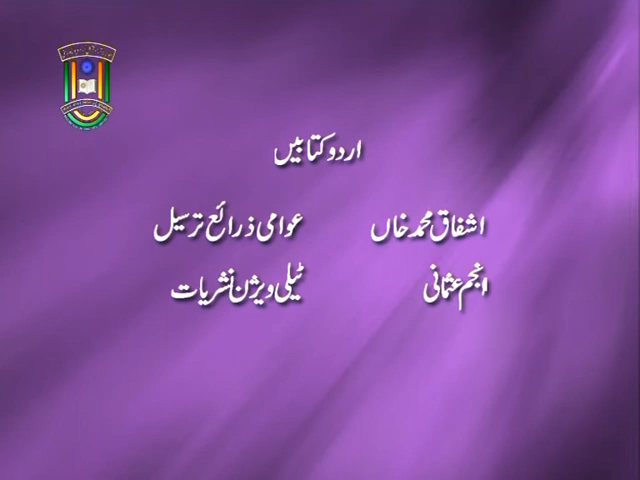 اردو کتابیں
اشفاق محمد خاں عوامی ذرائع ترسیل
انجم عثمانی ٹیلی ویژن نشریات